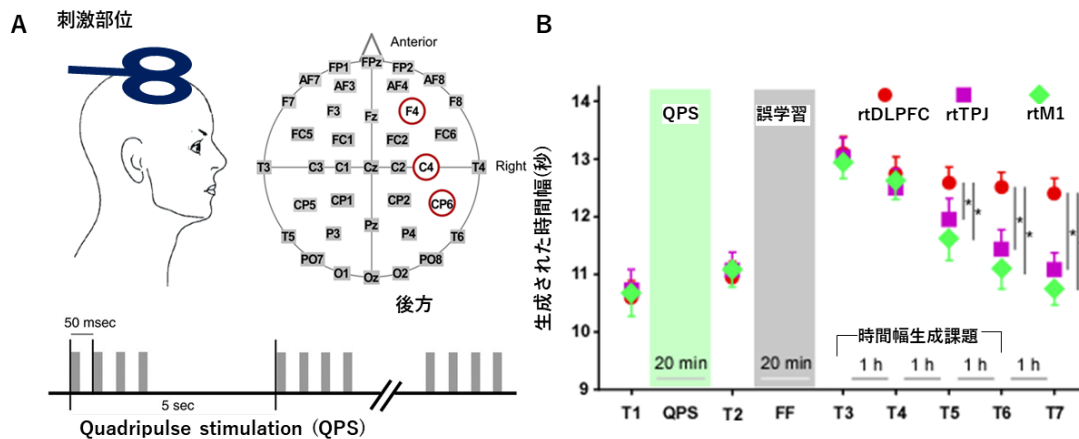 A
刺激部位
Anterior
FPz
FP1 FP2
AF7 AF3 AF4 AF8
F7 F3 Fz F4 F8
FC5 FC1 FC2 FC6
T3 C3 C1 Cz C2 C4 T4 Right
CP5 CP1 CP2 CP6
Pz
T5 P3 P4 T6
PO7 O1 Oz O2 PO8
後方
50 msec
5 sec
Quadripulse stimulation (QPS)
B
生成された時間幅(秒)
14
13
12
11
10
9
QPS
誤学習
rtDLPFC rtTPJ rtM1
* *
* *
*
時間幅生成課題
20 min 20 min 1 h 1 h 1 h 1 h
T1 QPS T2 FF T3 T4 T5 T6 T7